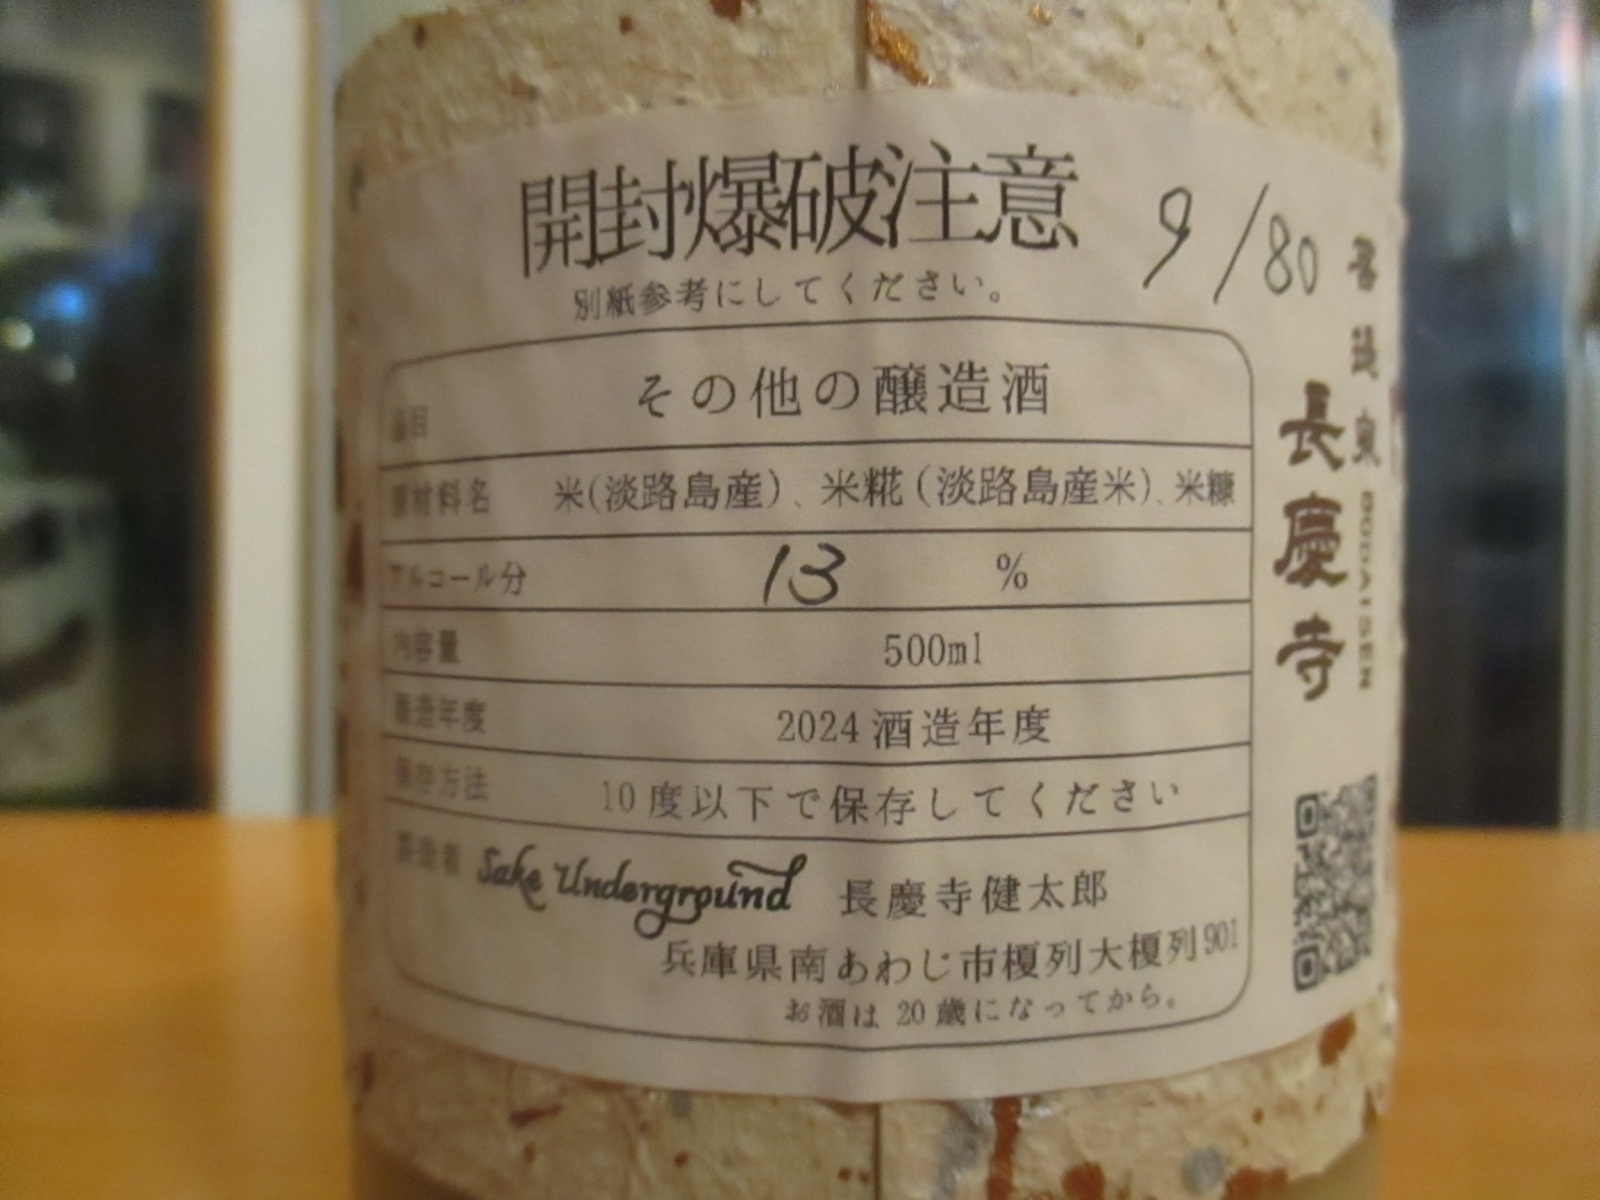 開封爆破注意
9/80
別紙参考にしてください。
品目 その他の醸造酒
原材料名 米(淡路島産)、米糀(淡路島産米)、米糠
アルコール分 13 %
内容量 500ml
製造年度 2024酒造年度
保存方法 10度以下で保存してください
製造者 Sake Underground 長慶寺健太郎
兵庫県南あわじ市榎列大榎列901
お酒は20歳になってから。
長慶寺